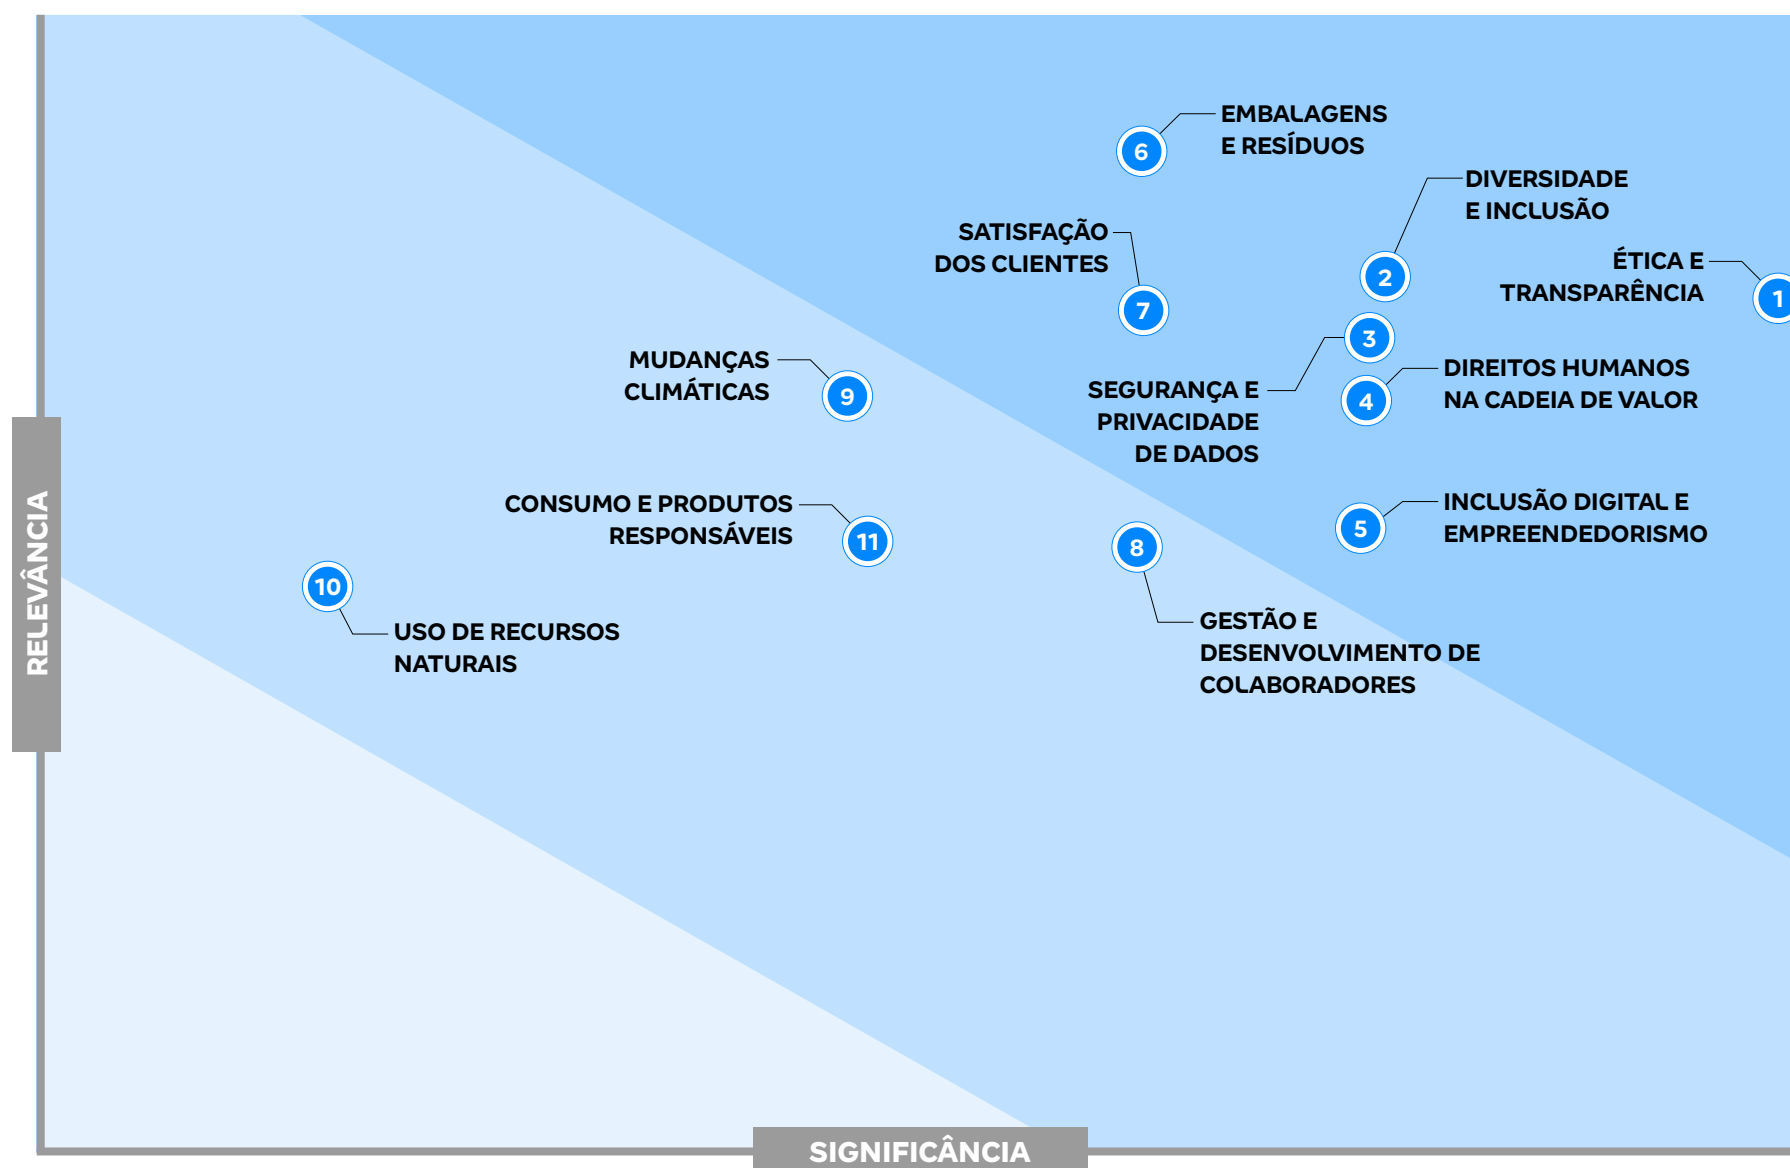 EMBALAGENS
E RESÍDUOS
6
DIVERSIDADE
E INCLUSÃO
2
SATISFAÇÃO
DOS CLIENTES
7
ÉTICA E
TRANSPARÊNCIA
1
3
SEGURANÇA E
PRIVACIDADE
DE DADOS
MUDANÇAS
CLIMÁTICAS
9
DIREITOS HUMANOS
NA CADEIA DE VALOR
4
CONSUMO E PRODUTOS
RESPONSÁVEIS
11
INCLUSÃO DIGITAL E
EMPREENDEDORISMO
5
8
GESTÃO E
DESENVOLVIMENTO DE
COLABORADORES
10
USO DE RECURSOS
NATURAIS
RELEVÂNCIA
SIGNIFICÂNCIA